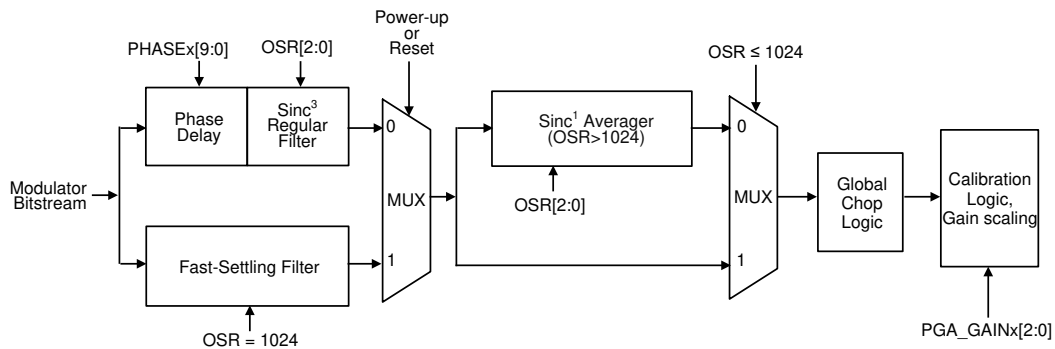 Power-up
or
Reset
PHASEx[9:0]
OSR[2:0]
OSR ≤ 1024
Phase
Delay
Sinc³
Regular
Filter
0
Sinc¹ Averager
(OSR>1024)
0
Modulator
Bitstream
MUX
OSR[2:0]
MUX
Global
Chop
Logic
Calibration
Logic,
Gain scaling
Fast-Settling Filter
1
1
OSR = 1024
PGA_GAINx[2:0]